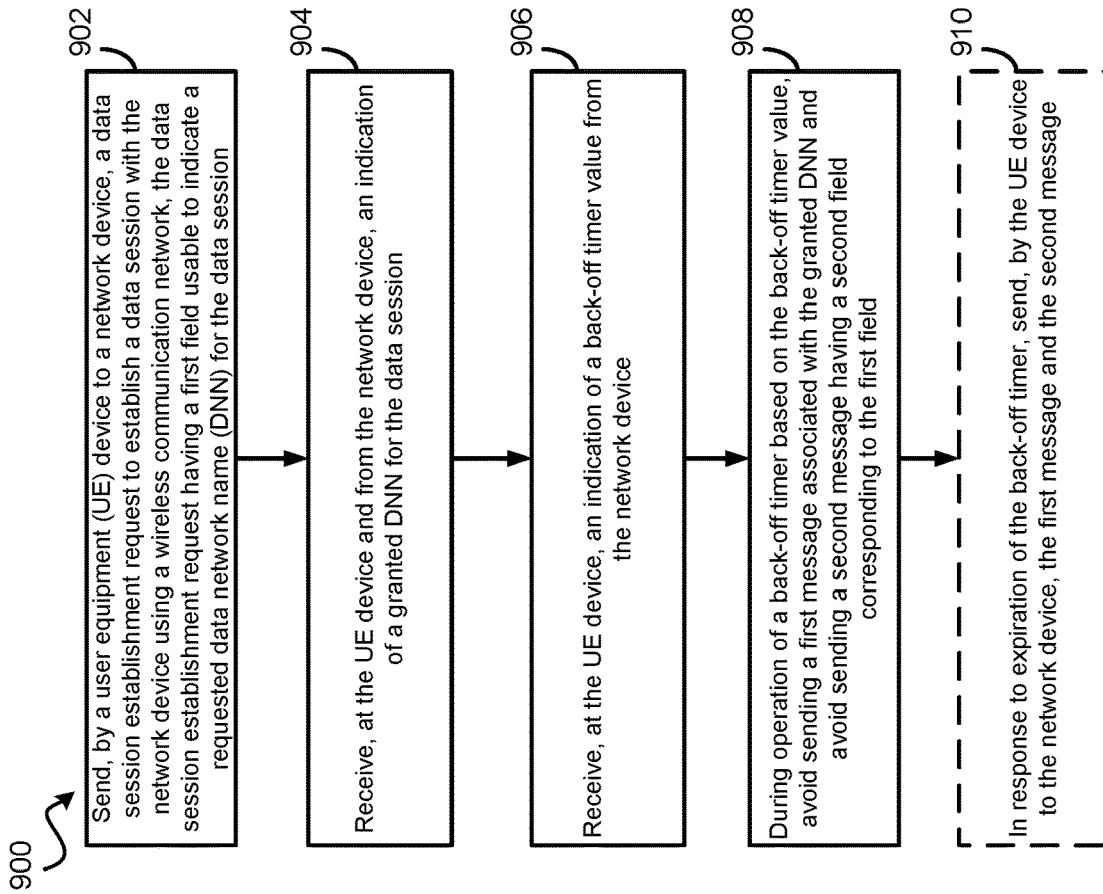 900
902
Send, by a user equipment (UE) device to a network device, a data
session establishment request to establish a data session with the
network device using a wireless communication network, the data
session establishment request having a first field usable to indicate a
requested data network name (DNN) for the data session
904
Receive, at the UE device and from the network device, an indication
of a granted DNN for the data session
906
Receive, at the UE device, an indication of a back-off timer value from
the network device
908
During operation of a back-off timer based on the back-off timer value,
avoid sending a first message associated with the granted DNN and
avoid sending a second message having a second field
corresponding to the first field
910
In response to expiration of the back-off timer, send, by the UE device
to the network device, the first message and the second message